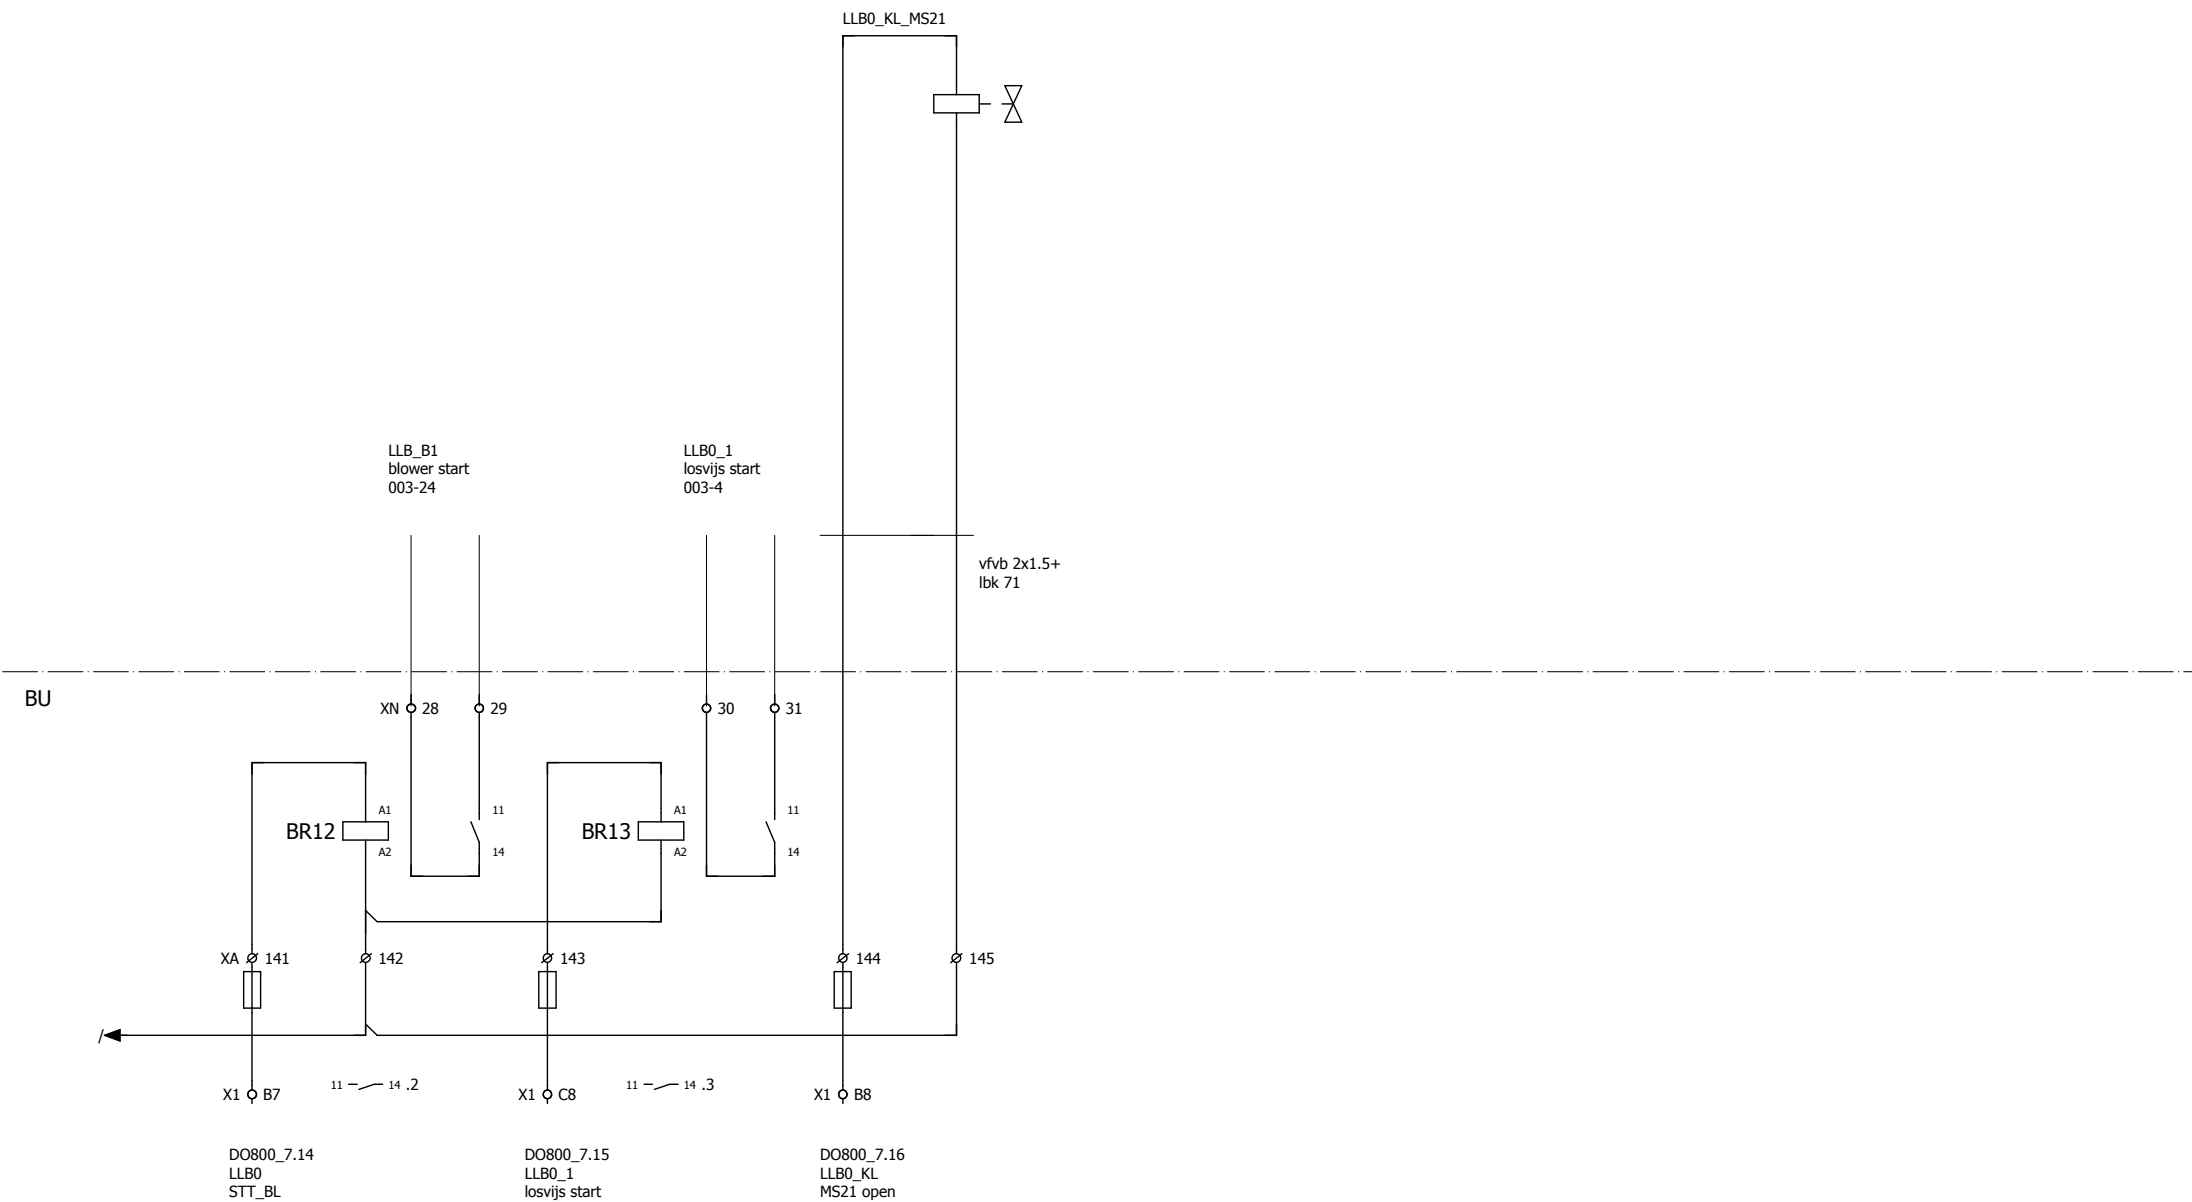 LLB0_KL_MS21
LLB_B1
blower start
003-24
LLB0_1
losvijs start
003-4
vfvb 2x1.5+
lbk 71
BU
XN 28 29 30 31
A1 11 A1 11
BR12 BR13
A2 14 A2 14
XA 141 142 143 144 145
/
11 14 .2 11 14 .3
X1 B7 X1 C8 X1 B8
DO800_7.14
LLB0
STT_BL
DO800_7.15
LLB0_1
losvijs start
DO800_7.16
LLB0_KL
MS21 open